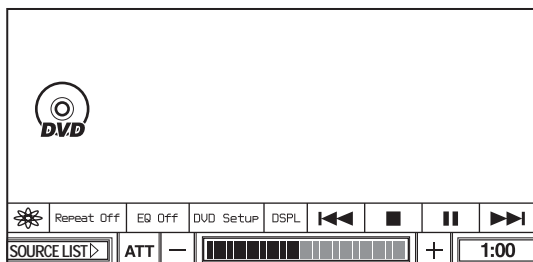 DVD
Repeat Off EQ Off DVD Setup DSPL
SOURCE LIST ATT − + 1:00